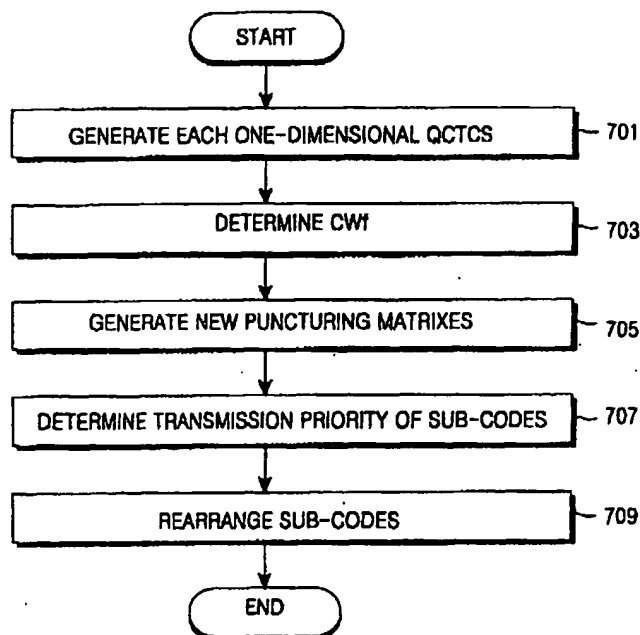 START
GENERATE EACH ONE-DIMENSIONAL QCTCS
701
DETERMINE CWf
703
GENERATE NEW PUNCTURING MATRIXES
705
DETERMINE TRANSMISSION PRIORITY OF SUB-CODES
707
REARRANGE SUB-CODES
709
END